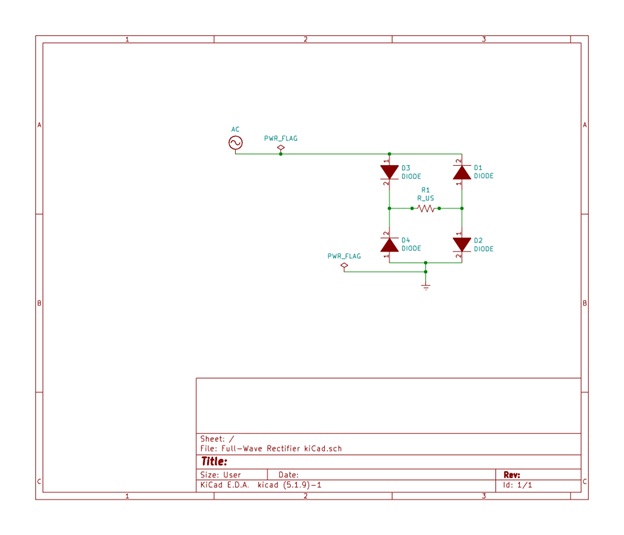 1 2 3
A A
AC
PWR_FLAG
1 2
D3 D1
DIODE DIODE
2 1
R1
R_US
2 1
D4 D2
DIODE DIODE
1 2
PWR_FLAG
B B
Sheet: /
File: Full-Wave Rectifier kiCad.sch
Title:
Size: User Date: Rev:
KiCad E.D.A. kicad (5.1.9)-1 Id: 1/1
C C
1 2 3